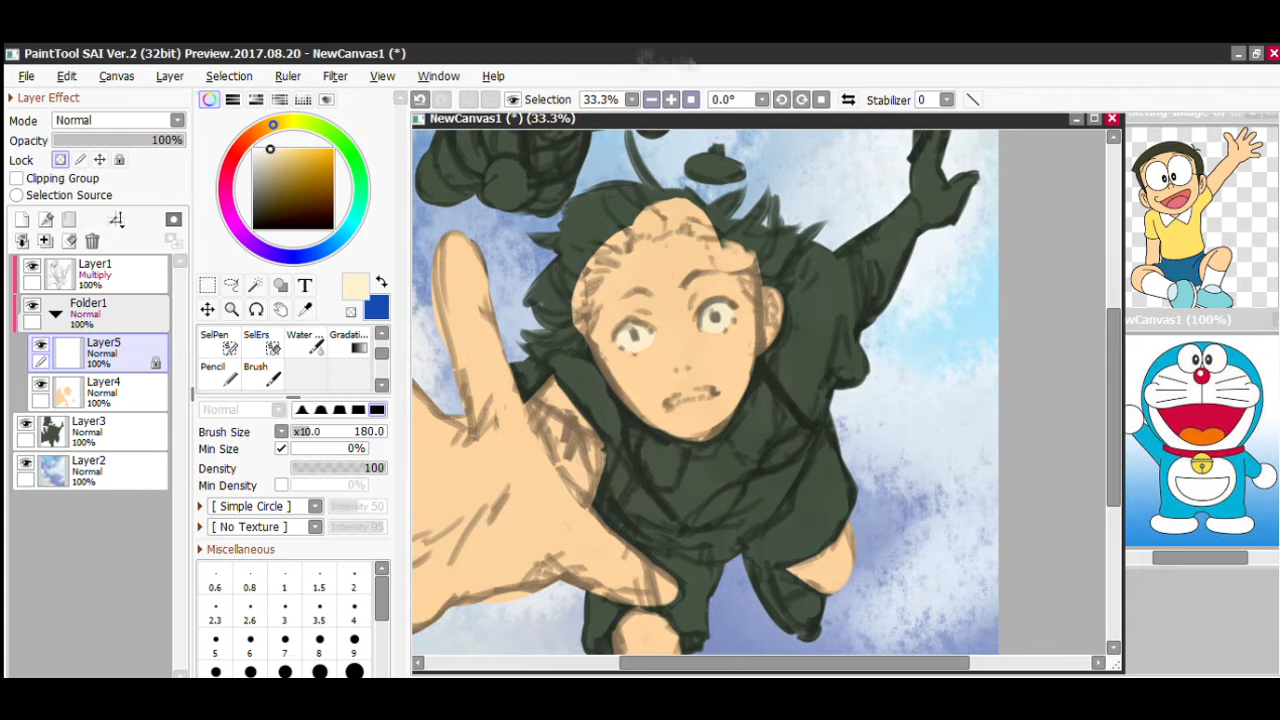 PaintTool SAI Ver.2 (32bit) Preview.2017.08.20 - NewCanvas1 (*)
File Edit Canvas Layer Selection Ruler Filter View Window Help
Layer Effect
Mode Normal
Opacity 100%
Lock
Clipping Group
Selection Source
Layer1
Multiply
100%
Folder1
Normal
100%
Layer5
Normal
100%
Layer4
Normal
100%
Layer3
Normal
100%
Layer2
Normal
100%
T
SelPen SelErs Water ... Gradati...
Pencil Brush
Normal
Brush Size x10.0 180.0
Min Size 0%
Density 100
Min Density 0%
[ Simple Circle ] Intensity 50
[ No Texture ] Intensity 95
Miscellaneous
0.6 0.8 1 1.5 2
2.3 2.6 3 3.5 4
5 6 7 8 9
Selection 33.3% 0.0° Stabilizer 0
NewCanvas1 (*) (33.3%)
wCanvas1 (100%)